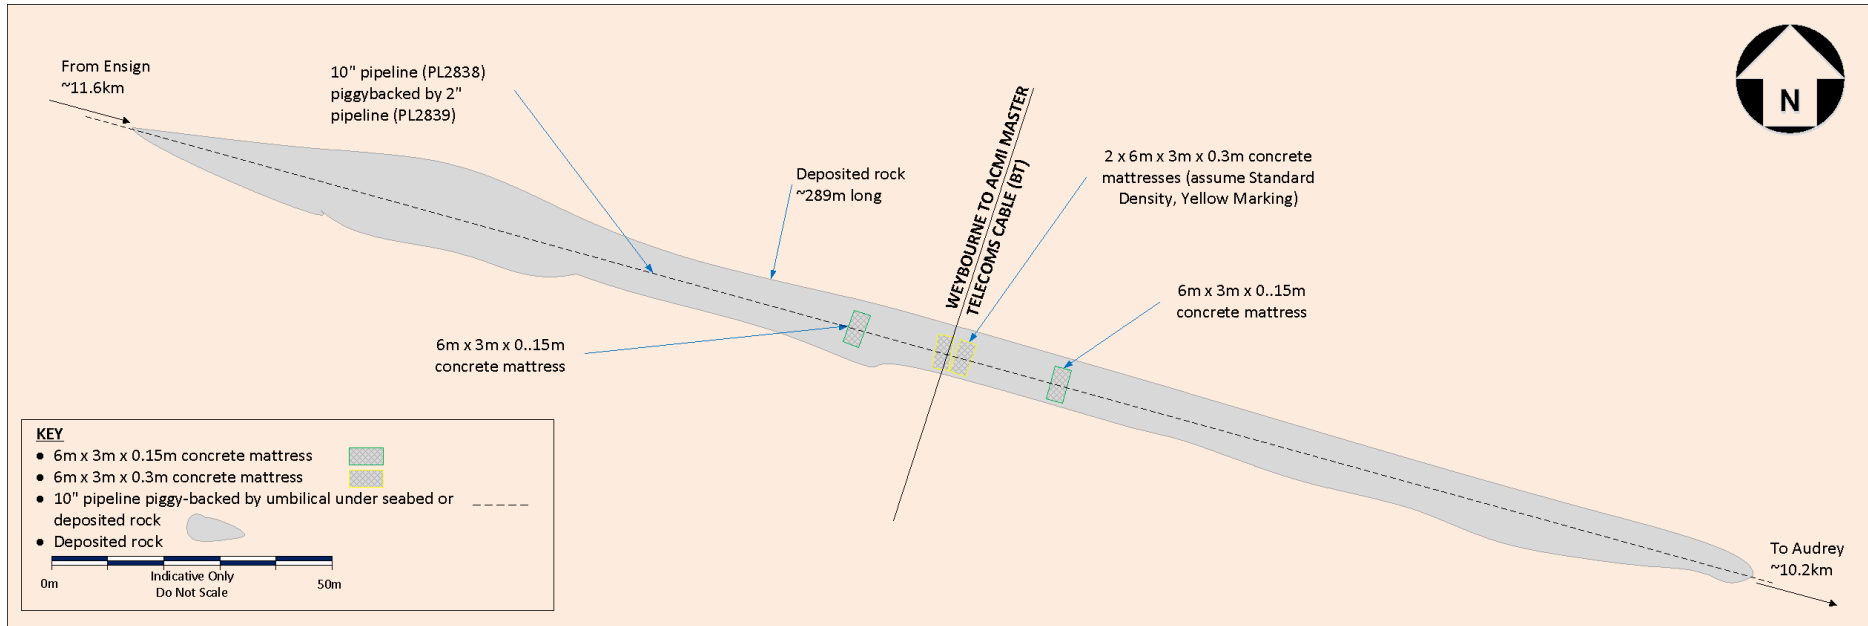 From Ensign
~11.6km
10" pipeline (PL2838)
piggybacked by 2"
pipeline (PL2839)
Deposited rock
~289m long
WEYBOURNE TO ACMI MASTER
TELECOMS CABLE (BT)
2 x 6m x 3m x 0.3m concrete
mattresses (assume Standard
Density, Yellow Marking)
N
6m x 3m x 0..15m
concrete mattress
6m x 3m x 0..15m
concrete mattress
KEY
● 6m x 3m x 0.15m concrete mattress
● 6m x 3m x 0.3m concrete mattress
● 10" pipeline piggy-backed by umbilical under seabed or
deposited rock
● Deposited rock
0m
Indicative Only
Do Not Scale
50m
To Audrey
~10.2km